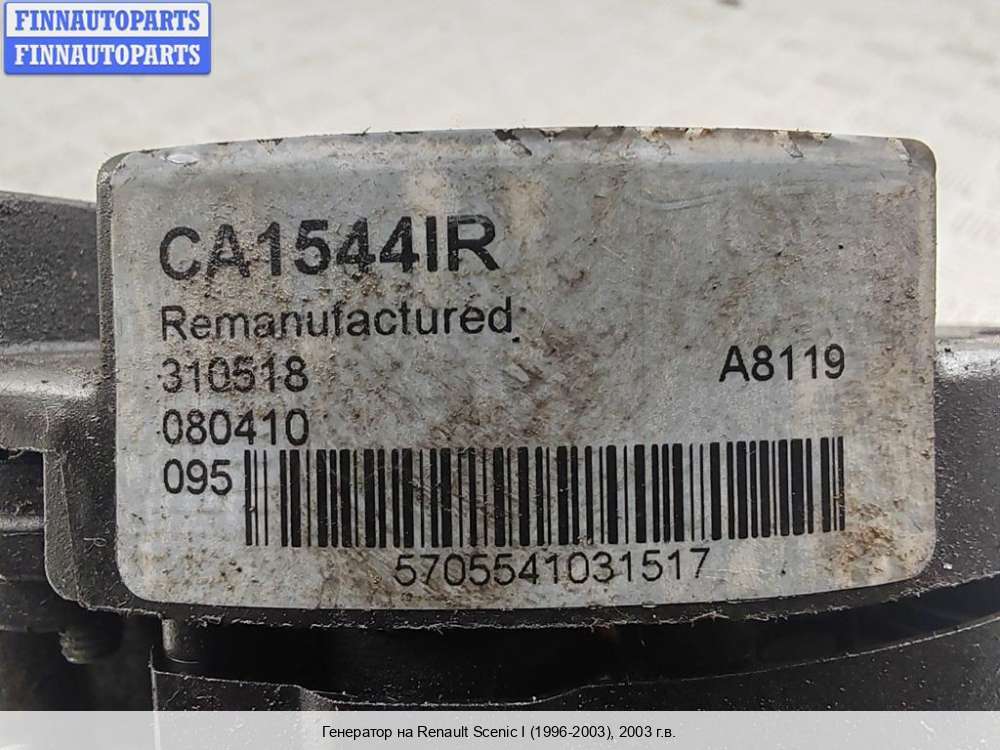 FINNAUTOPARTS
FINNAUTOPARTS
CA1544IR
Remanufactured
310518
A8119
080410
095
5705541031517
Генератор на Renault Scenic I (1996-2003), 2003 г.в.